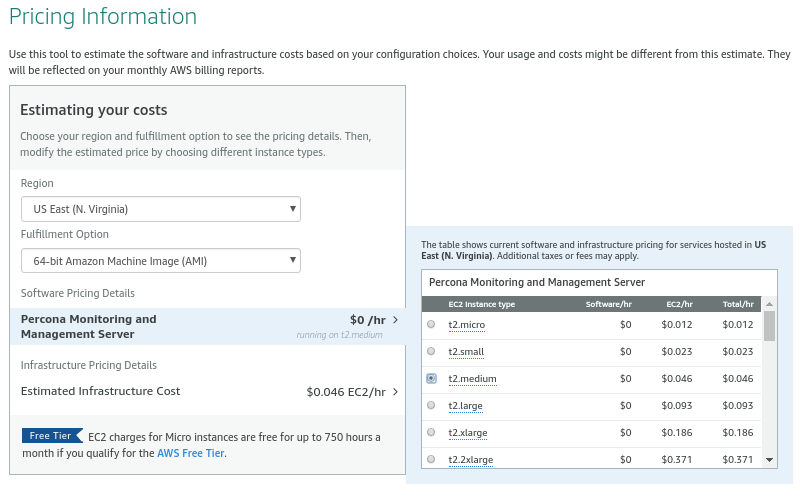 Pricing Information
Use this tool to estimate the software and infrastructure costs based on your configuration choices. Your usage and costs might be different from this estimate. They
will be reflected on your monthly AWS billing reports.
Estimating your costs
Choose your region and fulfillment option to see the pricing details. Then,
modify the estimated price by choosing different instance types.
Region
US East (N. Virginia)
Fulfillment Option
64-bit Amazon Machine Image (AMI)
Software Pricing Details
Percona Monitoring and $0 /hr >
Management Server running on t2.medium
Infrastructure Pricing Details
Estimated Infrastructure Cost $0.046 EC2/hr >
Free Tier EC2 charges for Micro instances are free for up to 750 hours a
month if you qualify for the AWS Free Tier.
The table shows current software and infrastructure pricing for services hosted in US
East (N. Virginia). Additional taxes or fees may apply.
Percona Monitoring and Management Server
EC2 Instance type Software/hr EC2/hr Total/hr
t2.micro $0 $0.012 $0.012
t2.small $0 $0.023 $0.023
t2.medium $0 $0.046 $0.046
t2.large $0 $0.093 $0.093
t2.xlarge $0 $0.186 $0.186
t2.2xlarge $0 $0.371 $0.371